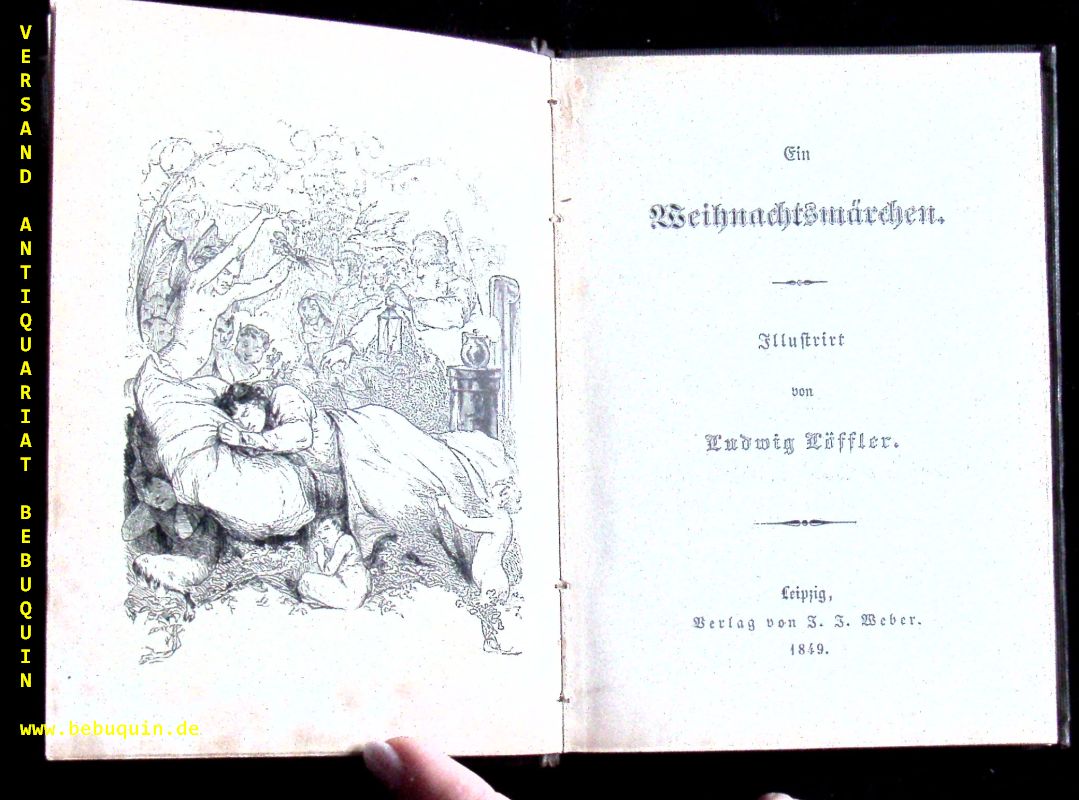 VERSAND ANTIQUARIAT BEBUQUIN
www.bebuquin.de
Ein
Weihnachtsmärchen.
Illustrirt
von
Ludwig Löffler.
Leipzig,
Verlag von J. J. Weber.
1849.